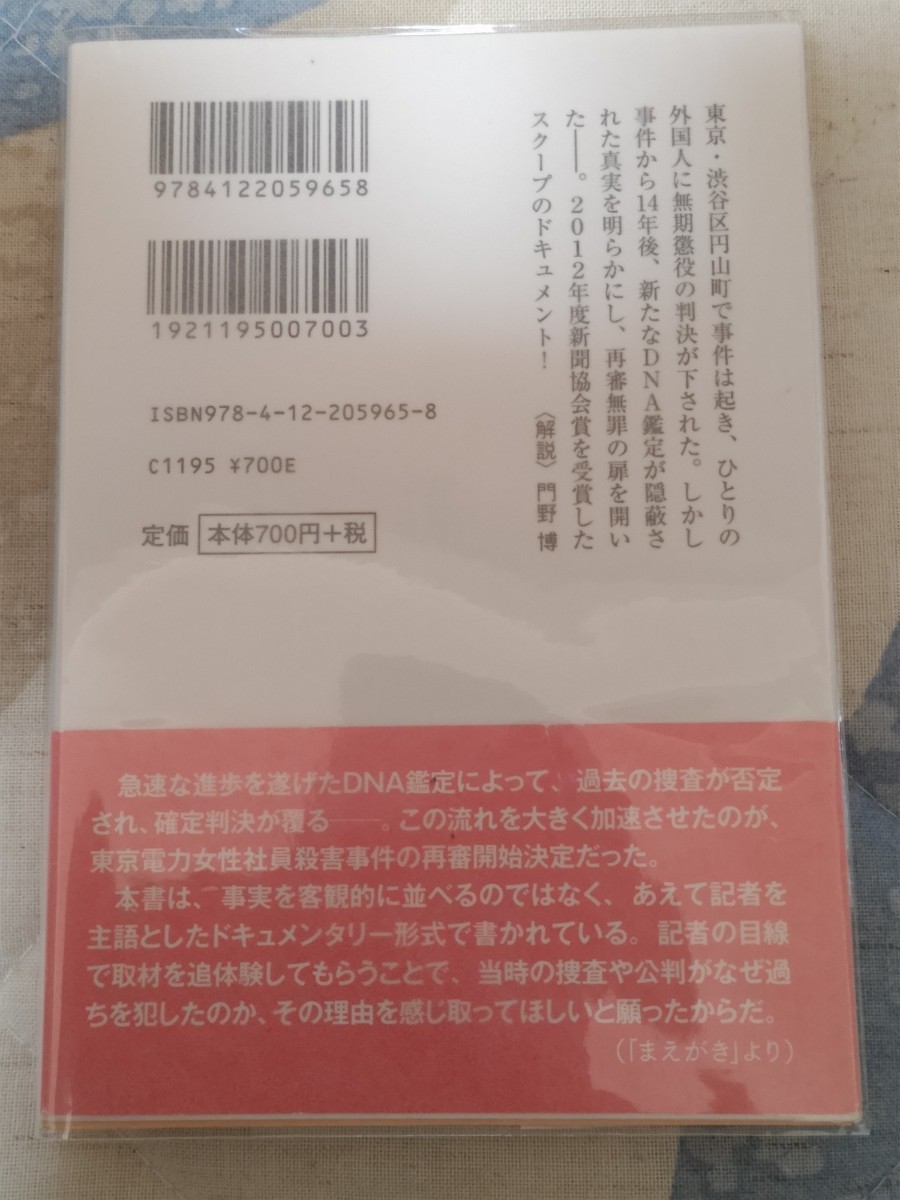 東京・渋谷区円山町で事件は起き、ひとりの
外国人に無期懲役の判決が下された。しかし
事件から14年後、新たなDNA鑑定が隠蔽さ
れた真実を明らかにし、再審無罪の扉を開い
た――。2012年度新聞協会賞を受賞した
スクープのドキュメント!
〈解説〉門野 博
9784122059658
1921195007003
ISBN978-4-12-205965-8
C1195 ¥700E
定価 本体700円+税
急速な進歩を遂げたDNA鑑定によって、過去の捜査が否定
され、確定判決が覆る――。この流れを大きく加速させたのが、
東京電力女性社員殺害事件の再審開始決定だった。
本書は、事実を客観的に並べるのではなく、あえて記者を
主語としたドキュメンタリー形式で書かれている。記者の目線
で取材を追体験してもらうことで、当時の捜査や公判がなぜ過
ちを犯したのか、その理由を感じ取ってほしいと願ったからだ。
(「まえがき」より)